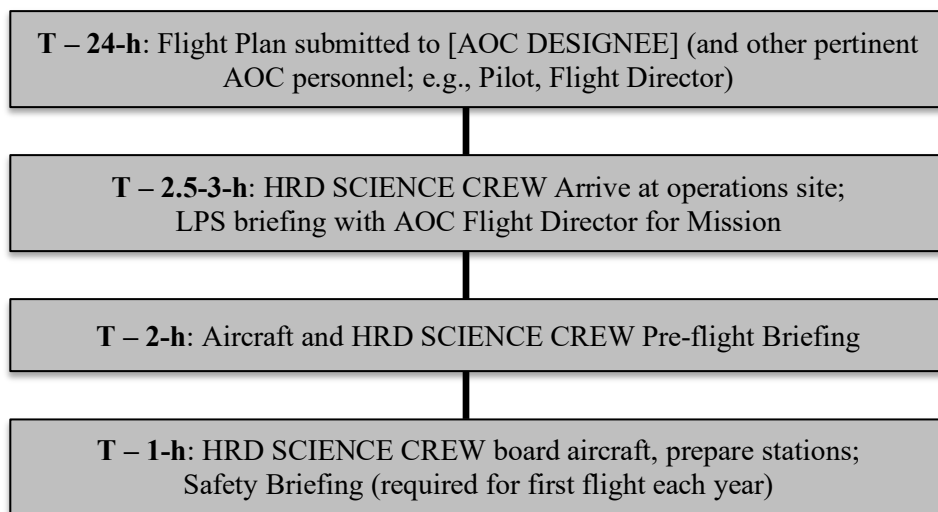 T – 24-h: Flight Plan submitted to [AOC DESIGNEE] (and other pertinent
AOC personnel; e.g., Pilot, Flight Director)
T – 2.5-3-h: HRD SCIENCE CREW Arrive at operations site;
LPS briefing with AOC Flight Director for Mission
T – 2-h: Aircraft and HRD SCIENCE CREW Pre-flight Briefing
T – 1-h: HRD SCIENCE CREW board aircraft, prepare stations;
Safety Briefing (required for first flight each year)